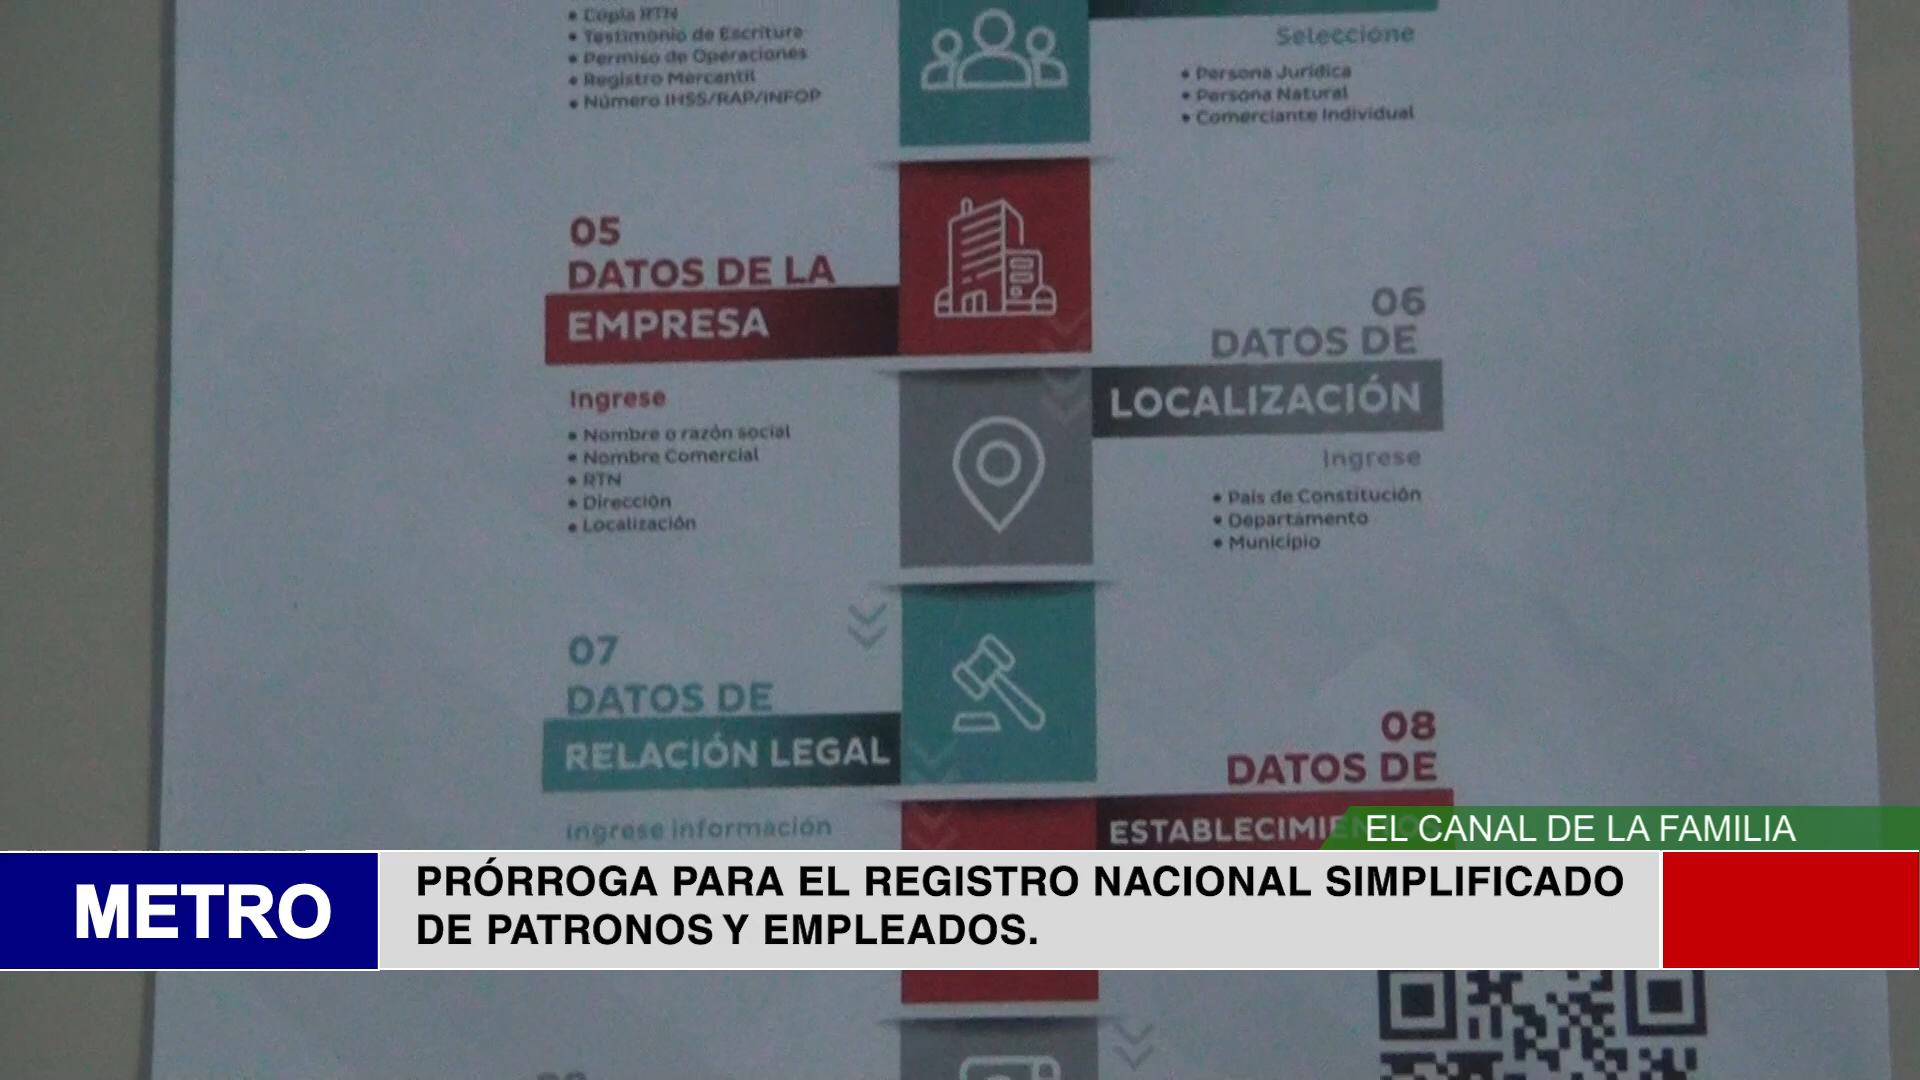 • Copia RTN
• Testimonio de Escritura
• Permiso de Operaciones
• Registro Mercantil
• Número IHSS/RAP/INFOP
Seleccione
• Persona Jurídica
• Persona Natural
• Comerciante Individual
05
DATOS DE LA
EMPRESA
Ingrese
• Nombre o razón social
• Nombre Comercial
• RTN
• Dirección
• Localización
06
DATOS DE
LOCALIZACIÓN
Ingrese
• País de Constitución
• Departamento
• Municipio
07
DATOS DE
RELACIÓN LEGAL
Ingrese información
08
DATOS DE
EL CANAL DE LA FAMILIA
METRO
PRÓRROGA PARA EL REGISTRO NACIONAL SIMPLIFICADO
DE PATRONOS Y EMPLEADOS.